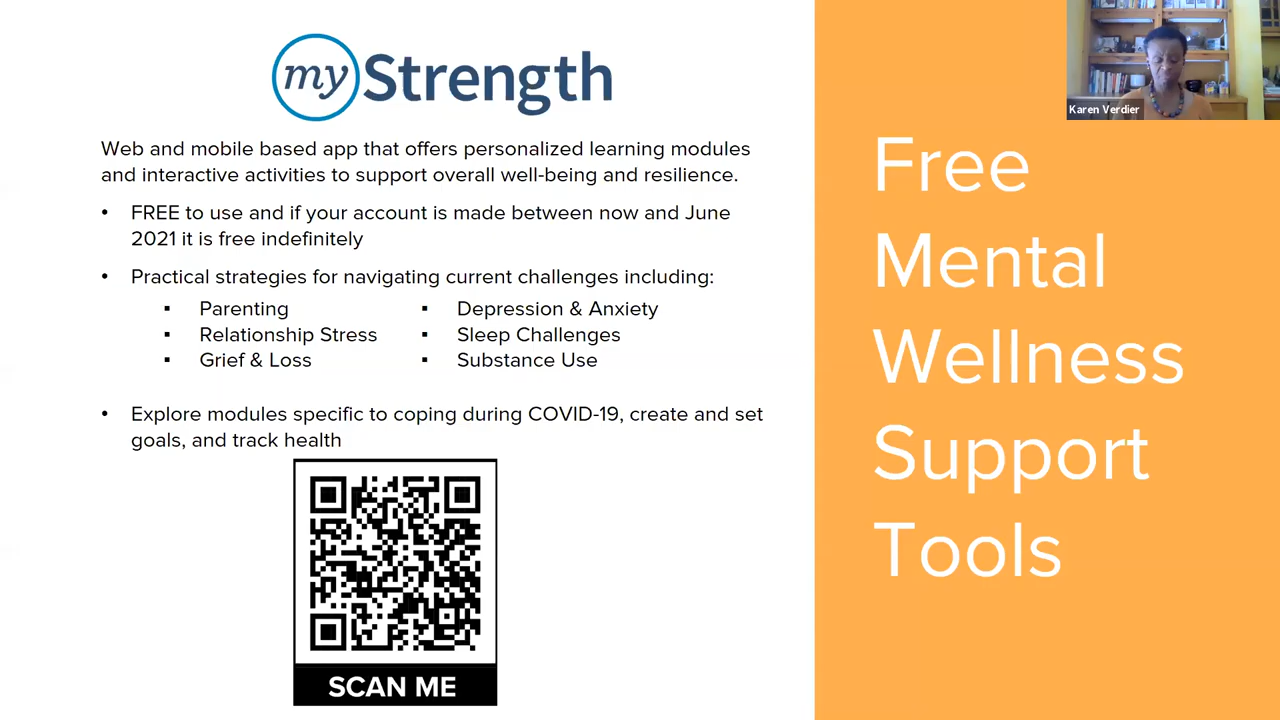 my Strength
Web and mobile based app that offers personalized learning modules
and interactive activities to support overall well-being and resilience.
• FREE to use and if your account is made between now and June
2021 it is free indefinitely
• Practical strategies for navigating current challenges including:
▪ Parenting
▪ Relationship Stress
▪ Grief & Loss
▪ Depression & Anxiety
▪ Sleep Challenges
▪ Substance Use
• Explore modules specific to coping during COVID-19, create and set
goals, and track health
SCAN ME
Karen Verdier
Free
Mental
Wellness
Support
Tools